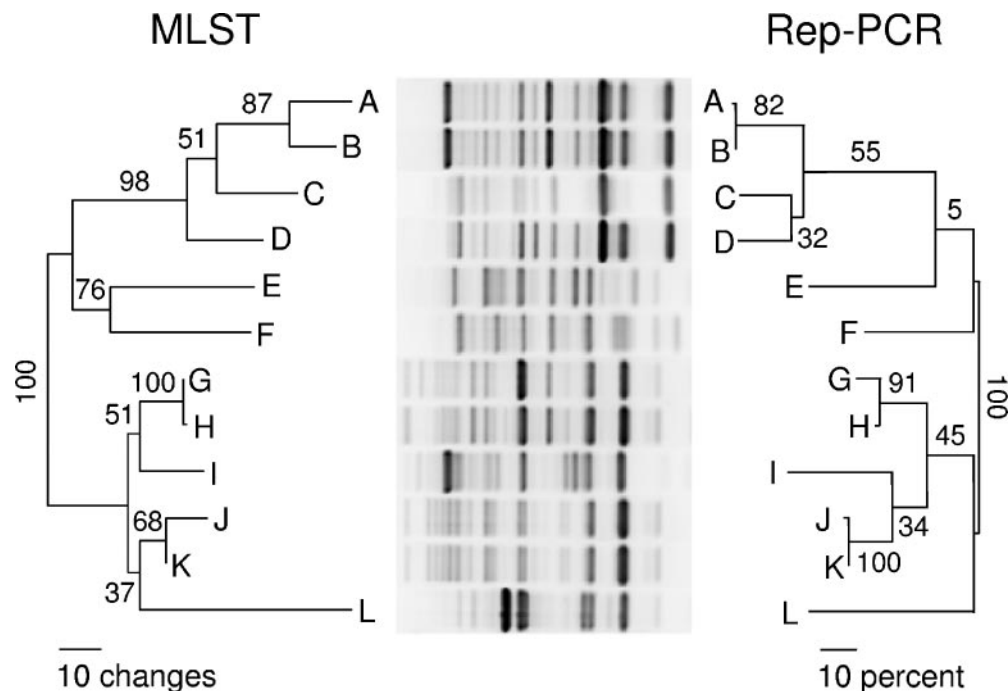 MLST Rep-PCR
87 A A 82
51 B B 55
98 C C 5
D D 32
76 E E
F F
100 100
100 G G 91
51 H H 45
I I
68 J J 34
K K 100
37 L L
10 changes 10 percent